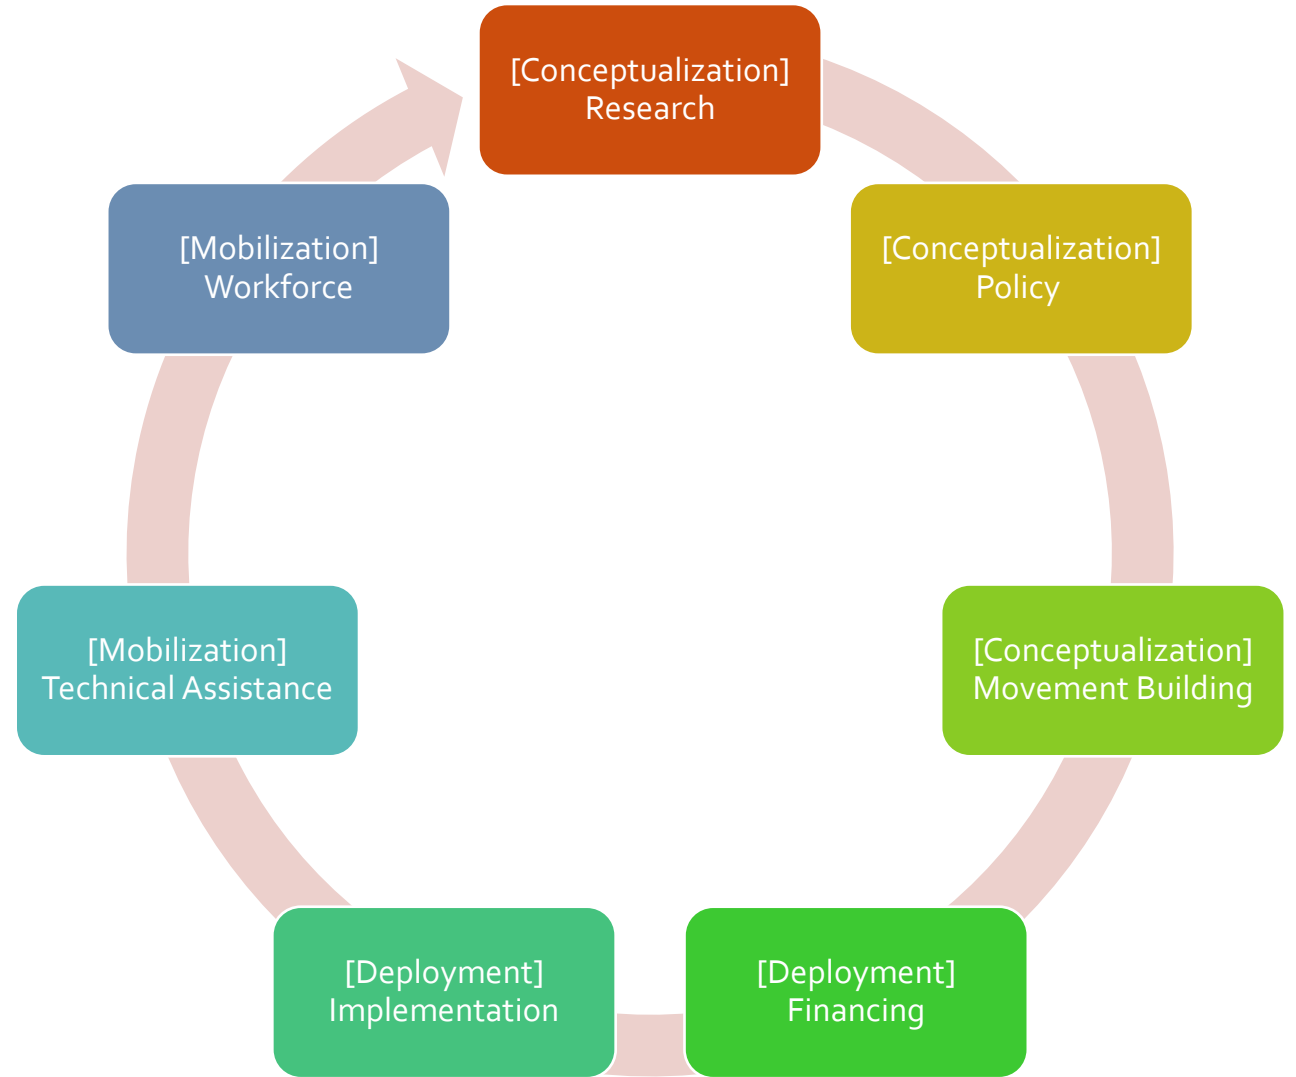 [Conceptualization]
Research
[Conceptualization]
Policy
[Conceptualization]
Movement Building
[Deployment]
Financing
[Deployment]
Implementation
[Mobilization]
Technical Assistance
[Mobilization]
Workforce